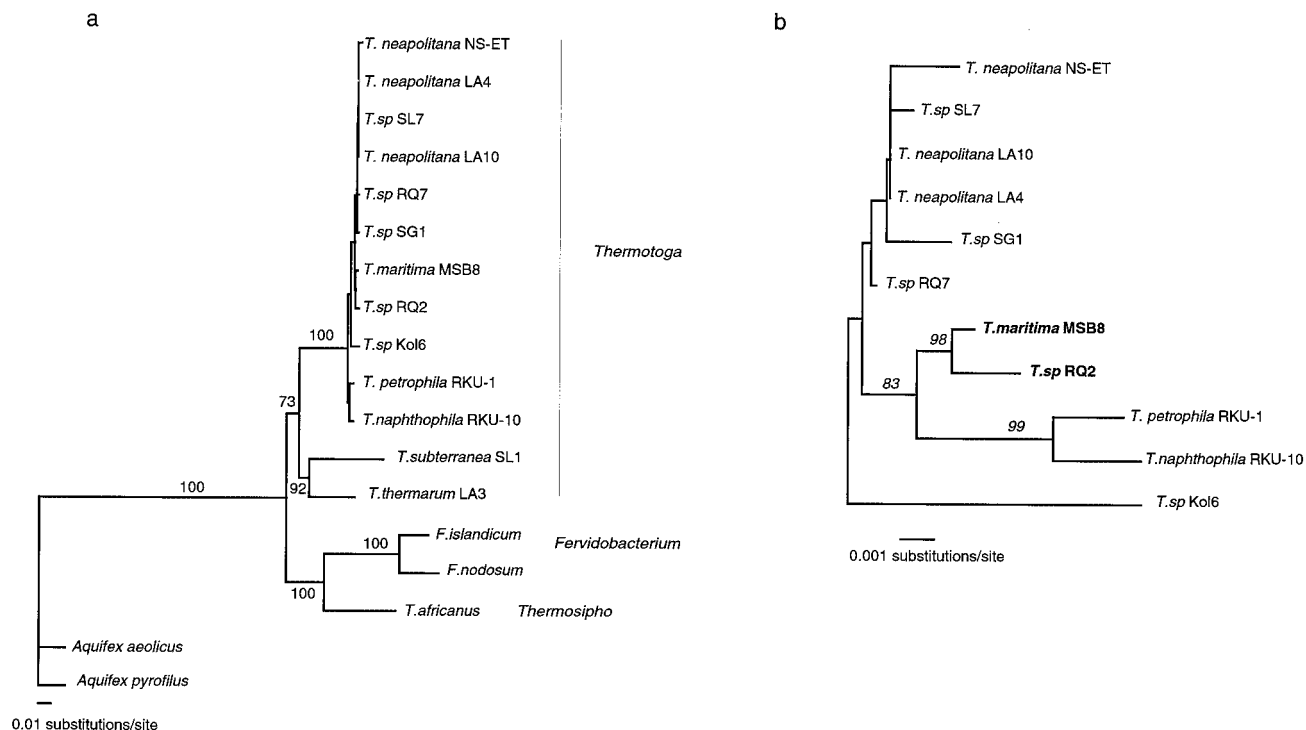 a
T. neapolitana NS-ET
T. neapolitana LA4
T.sp SL7
T. neapolitana LA10
T.sp RQ7
T.sp SG1
T.maritima MSB8
T.sp RQ2
T.sp Kol6
T. petrophila RKU-1
T.naphthophila RKU-10
T.subterranea SL1
T.thermarum LA3
F.islandicum
F.nodosum
T.africanus
Aquifex aeolicus
Aquifex pyrofilus
Thermotoga
Fervidobacterium
Thermosipho
100
73
100
92
100
100
0.01 substitutions/site
b
T. neapolitana NS-ET
T.sp SL7
T. neapolitana LA10
T. neapolitana LA4
T.sp SG1
T.sp RQ7
T.maritima MSB8
T.sp RQ2
T. petrophila RKU-1
T.naphthophila RKU-10
T.sp Kol6
98
83
99
0.001 substitutions/site